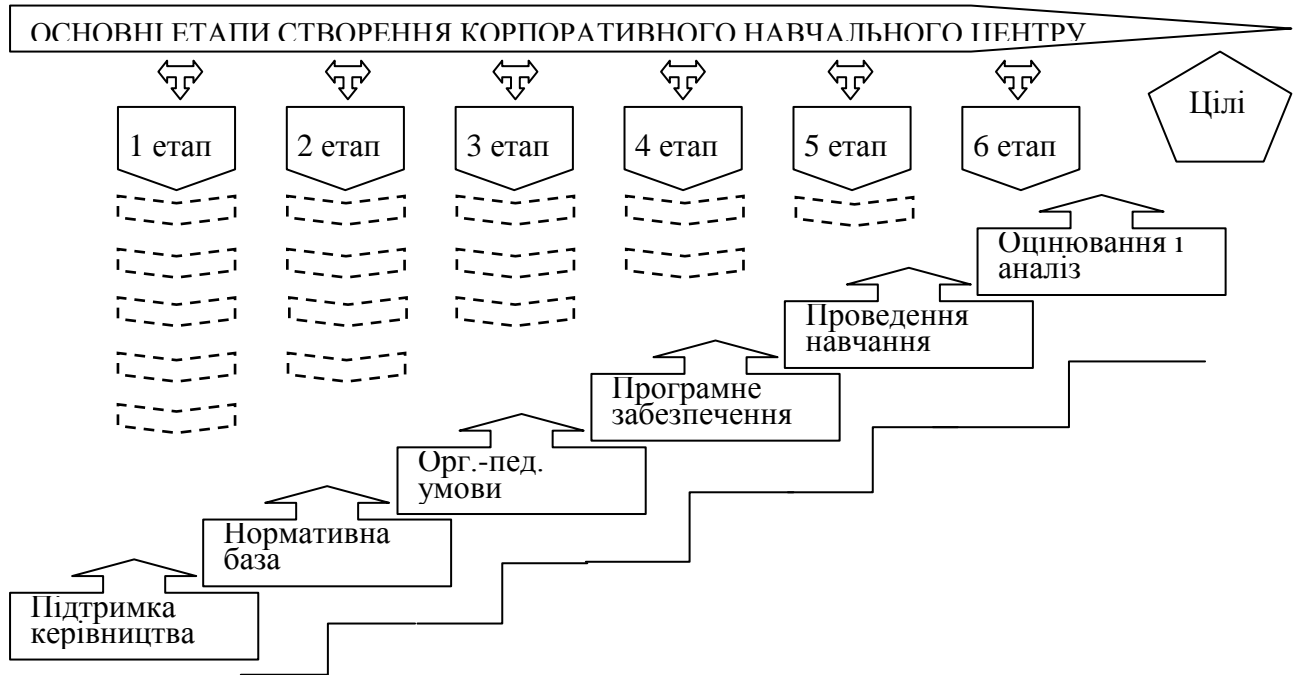 ОСНОВНІ ЕТАПИ СТВОРЕННЯ КОРПОРАТИВНОГО НАВЧАЛЬНОГО ЦЕНТРУ
Цілі
1 етап
2 етап
3 етап
4 етап
5 етап
6 етап
Оцінювання і
аналіз
Проведення
навчання
Програмне
забезпечення
Орг.-пед.
умови
Нормативна
база
Підтримка
керівництва